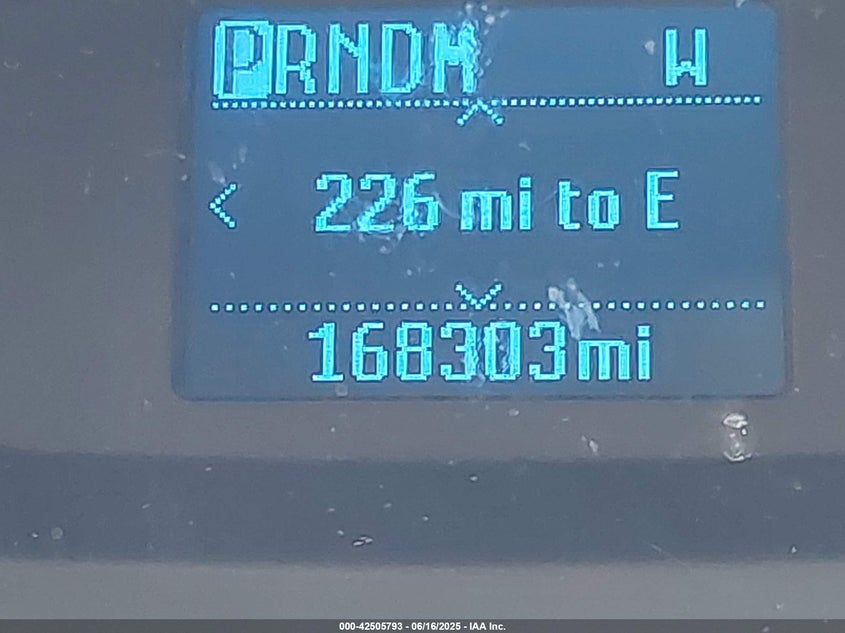 PRNDM W
< 226 mi to E
168303mi
000-42505793 - 06/16/2025 - IAA Inc.